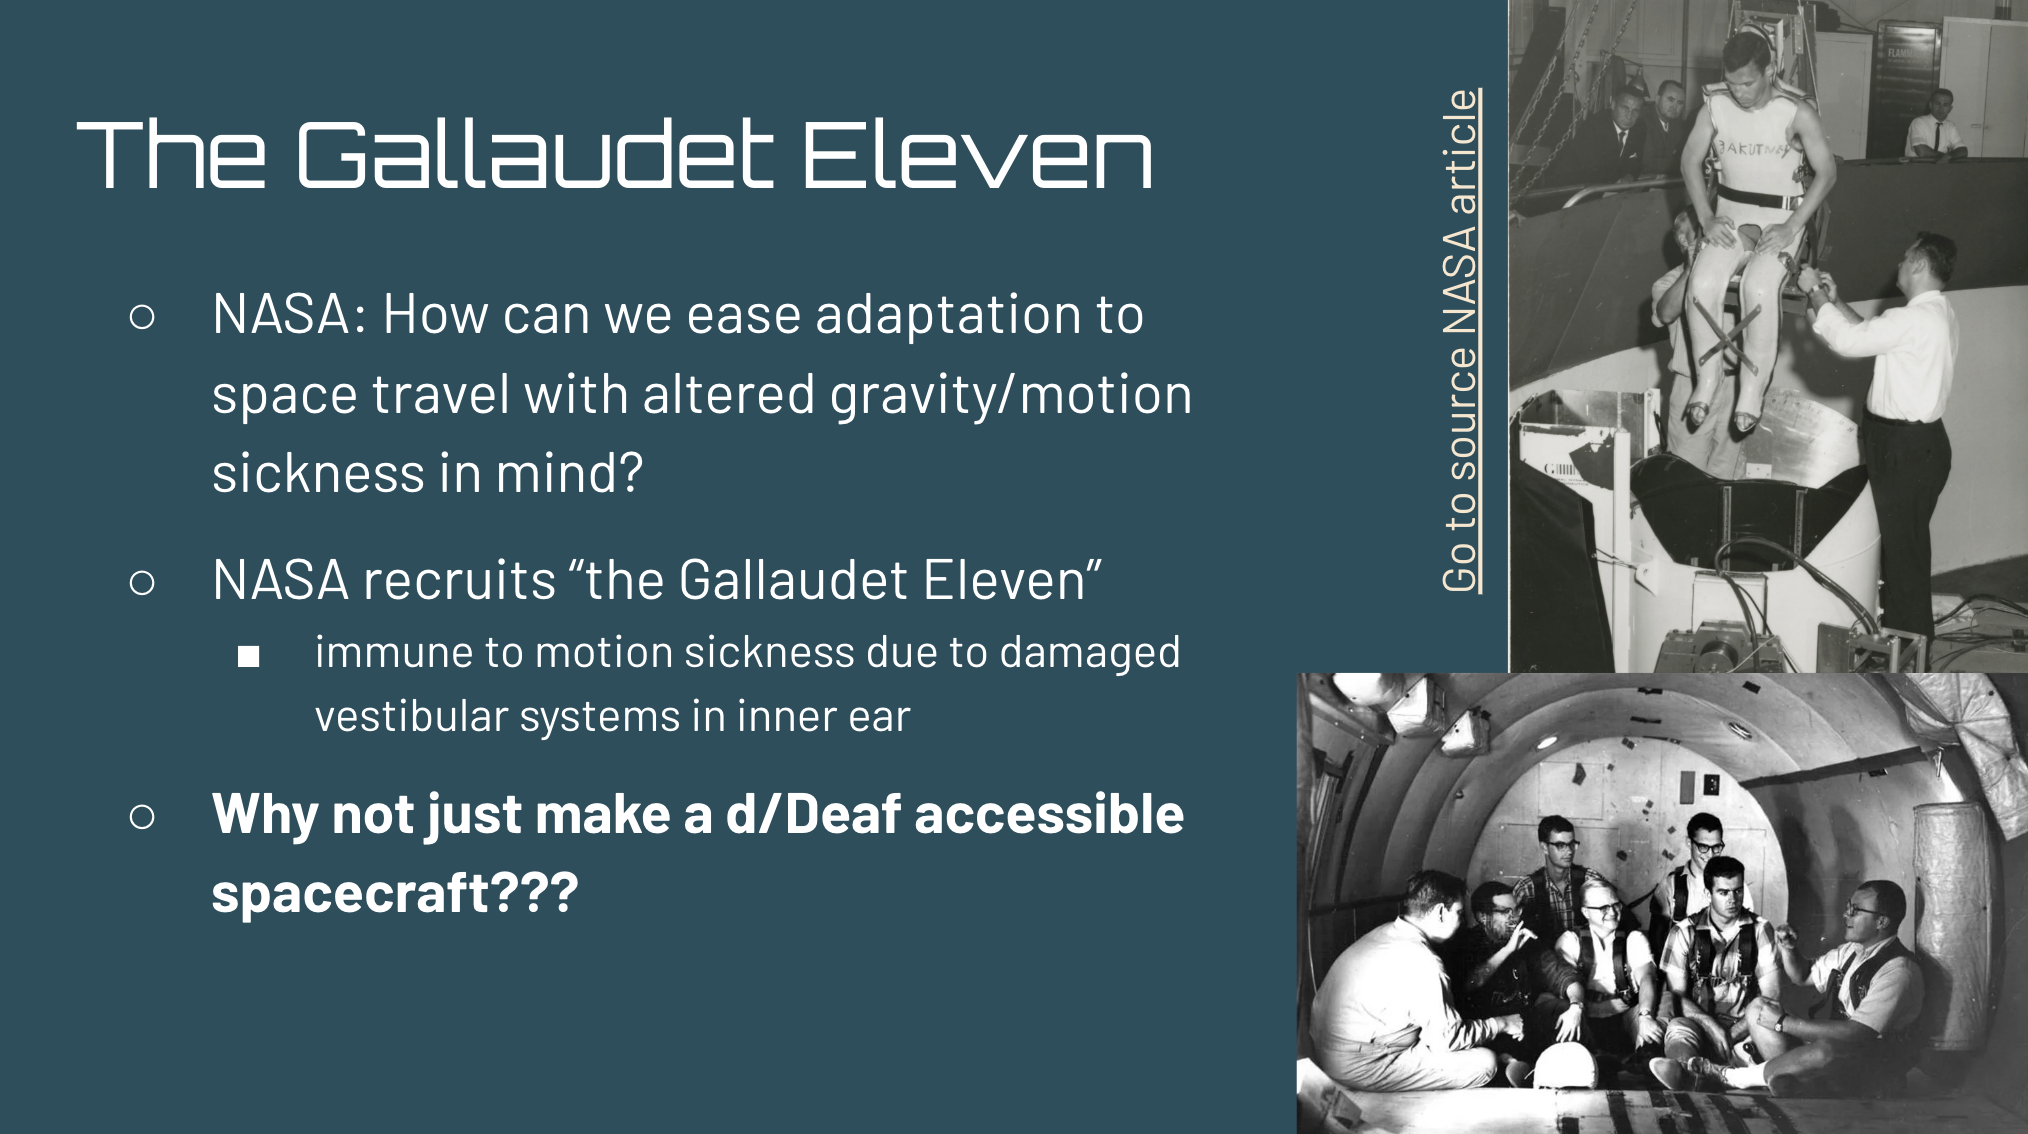 The Gallaudet Eleven
○ NASA: How can we ease adaptation to
space travel with altered gravity/motion
sickness in mind?
○ NASA recruits “the Gallaudet Eleven”
■ immune to motion sickness due to damaged
vestibular systems in inner ear
○ Why not just make a d/Deaf accessible
spacecraft???
Go to source NASA article